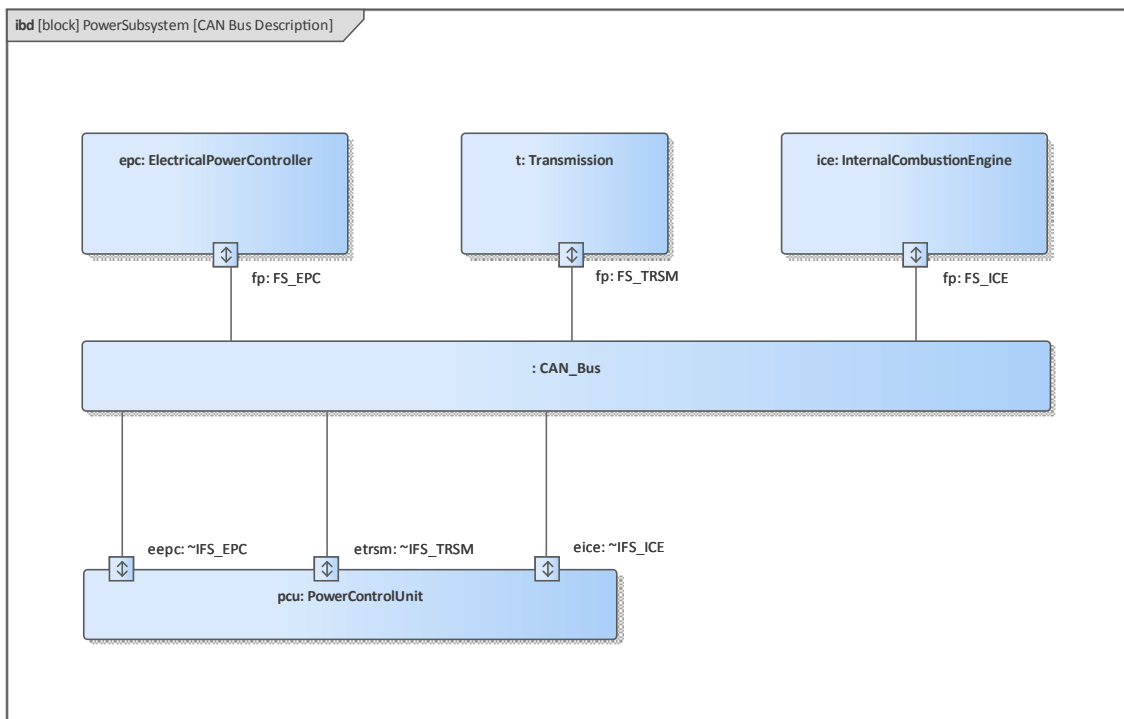 ibd [block] PowerSubsystem [CAN Bus Description]
epc: ElectricalPowerController
t: Transmission
ice: InternalCombustionEngine
fp: FS_EPC
fp: FS_TRSM
fp: FS_ICE
: CAN_Bus
eepc: ~IFS_EPC
etrsm: ~IFS_TRSM
eice: ~IFS_ICE
pcu: PowerControlUnit